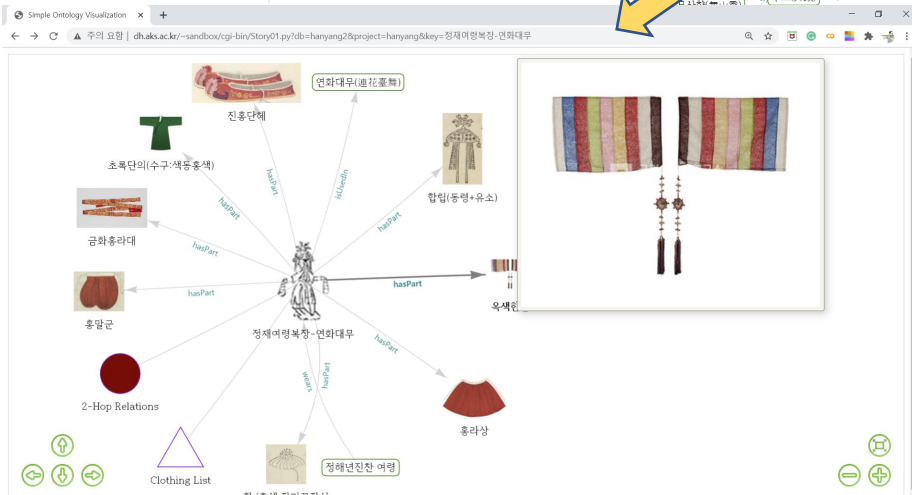 Simple Ontology Visualization
주의 요함 | dh.aks.ac.kr/~sandbox/cgi-bin/Story01.py?db=hanyang2&project=hanyang&key=정재여령복장-연화대무
진홍단혜
연화대무(連花臺舞)
초록단의(수구:색동홍색)
합립(동령+유소)
금화홍라대
홍말군
hasPart
hasPart
isUsedIn
hasPart
hasPart
hasPart
hasPart
정재여령복장-연화대무
hasPart
wears
hasPart
2-Hop Relations
홍라상
Clothing List
정해년진찬 여령